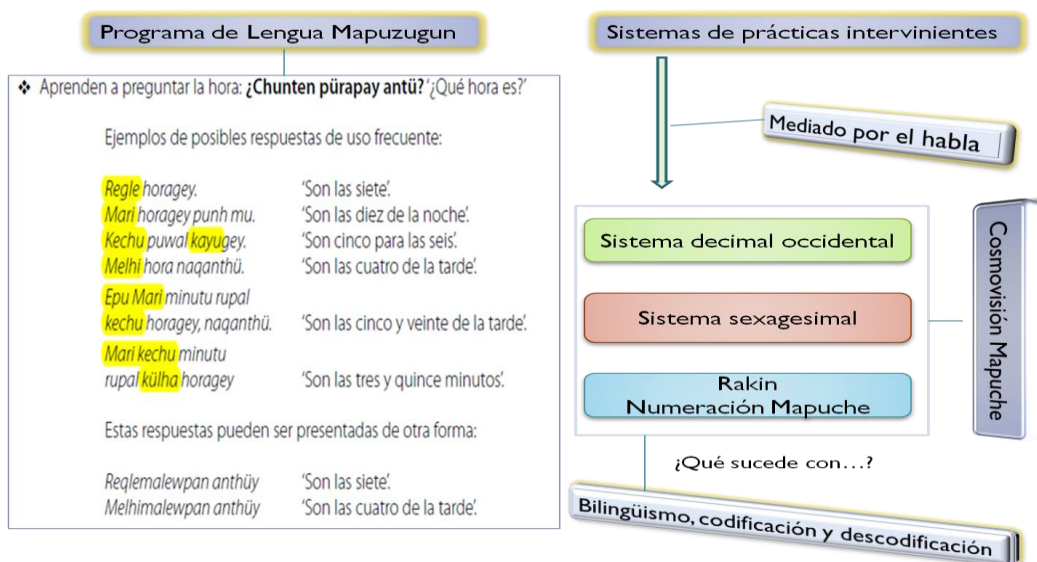 Programa de Lengua Mapuzugun
❖ Aprenden a preguntar la hora: ¿Chunten pürapay antü? ‘¿Qué hora es?’
Ejemplos de posibles respuestas de uso frecuente:
Regle horagey. ‘Son las siete’.
Mari horagey punh mu. ‘Son las diez de la noche’.
Kechu puwal kayugey. ‘Son cinco para las seis’.
Melhi hora naqanthü. ‘Son las cuatro de la tarde’.
Epu Mari minutu rupal
kechu horagey, naqanthü. ‘Son las cinco y veinte de la tarde’.
Mari kechu minutu
rupal külha horagey ‘Son las tres y quince minutos’.
Estas respuestas pueden ser presentadas de otra forma:
Reqlemalewpan anthüy ‘Son las siete’.
Melhimalewpan anthüy ‘Son las cuatro de la tarde’.
Sistemas de prácticas intervinientes
Mediado por el habla
Sistema decimal occidental
Sistema sexagesimal
Rakin
Numeración Mapuche
Cosmovisión Mapuche
¿Qué sucede con…?
Bilingüismo, codificación y descodificación